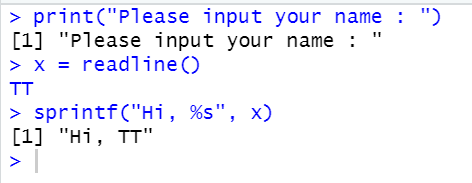 > print("Please input your name : ")
[1] "Please input your name : "
> x = readline()
TT
> sprintf("Hi, %s", x)
[1] "Hi, TT"
>